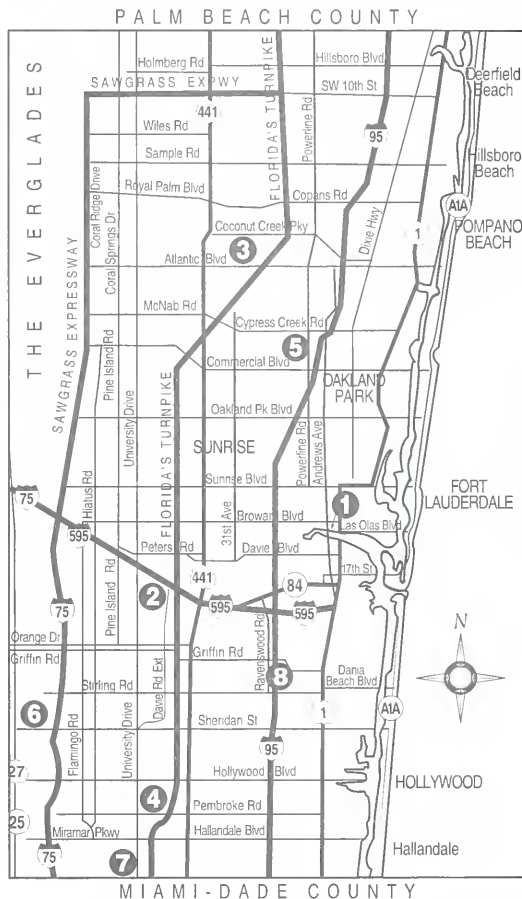 PALM BEACH COUNTY
Holmberg Rd
Hillsboro Blvd
SAWGRASS EXPWY
SW 10th St
Deerfield
Beach
441
95
Wiles Rd
Sample Rd
Hillsboro
Beach
Royal Palm Blvd
Copans Rd
A1A
POMPANO
BEACH
1
Coconut Creek Pky
3
Atlantic Blvd
McNab Rd
Cypress Creek Rd
5
Commercial Blvd
OAKLAND
PARK
Oakland Pk Blvd
SUNRISE
Sunrise Blvd
75
1
FORT
LAUDERDALE
Broward Blvd
Las Olas Blvd
595
Peters Rd
Davie Blvd
17th St
441
84
2
595
595
75
Orange Dr
Griffin Rd
Griffin Rd
8
Dania
Beach Blvd
Stirling Rd
6
Sheridan St
1
A1A
95
27
Hollywood Blvd
HOLLYWOOD
4
Pembroke Rd
25
Miramar Pkwy
Hallandale Blvd
Hallandale
75
7
MIAMI-DADE COUNTY
THE EVERGLADES
SAWGRASS EXPRESSWAY
Coral Ridge Drive
Coral Springs Dr
FLORIDA'S TURNPIKE
Powerline Rd
Dixie Hwy
Pine Island Rd
University Drive
FLORIDA'S TURNPIKE
Hiatus Rd
31st Ave
Powerline Rd
Andrews Ave
Pine Island Rd
Davie Rd Ext
Ravenswood Rd
Flamingo Rd
University Drive
N